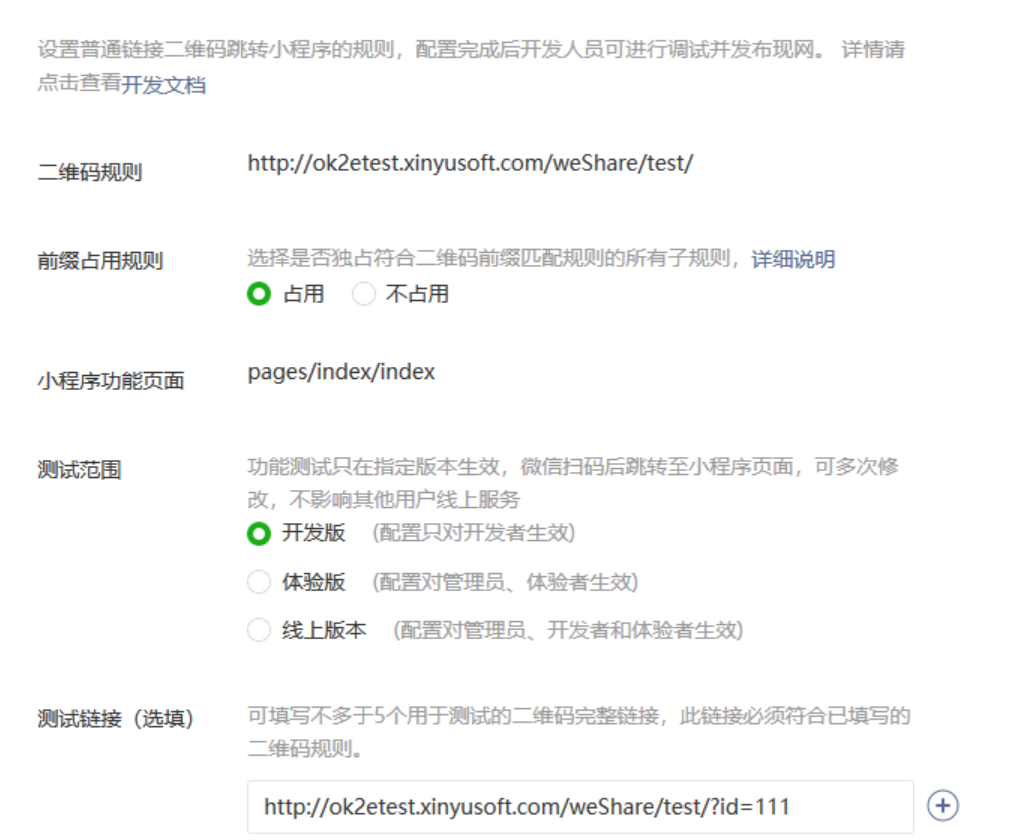 设置普通链接二维码跳转小程序的规则，配置完成后开发人员可进行调试并发布现网。 详情请
点击查看开发文档
二维码规则 http://ok2etest.xinyusoft.com/weShare/test/
前缀占用规则 选择是否独占符合二维码前缀匹配规则的所有子规则，详细说明
占用 不占用
小程序功能页面 pages/index/index
测试范围 功能测试只在指定版本生效，微信扫码后跳转至小程序页面，可多次修
改，不影响其他用户线上服务
开发版 (配置只对开发者生效)
体验版 (配置对管理员、体验者生效)
线上版本 (配置对管理员、开发者和体验者生效)
测试链接（选填） 可填写不多于5个用于测试的二维码完整链接，此链接必须符合已填写的
二维码规则。
http://ok2etest.xinyusoft.com/weShare/test/?id=111